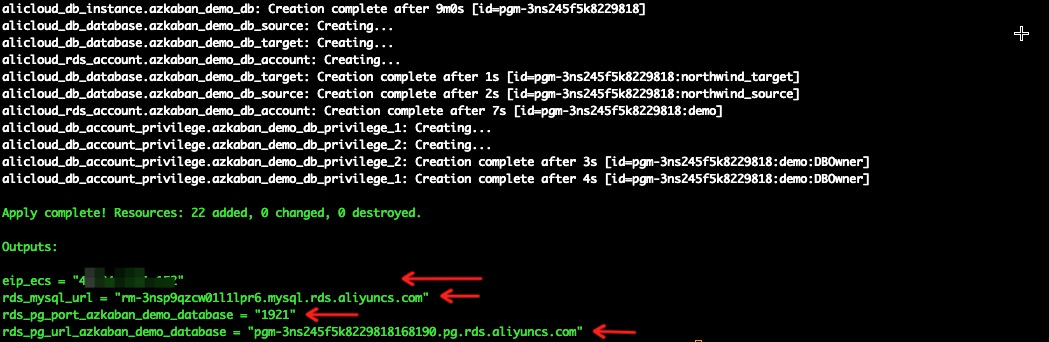 alicloud_db_instance.azkaban_demo_db: Creation complete after 9m0s [id=pgm-3ns245f5k8229818]
alicloud_db_database.azkaban_demo_db_source: Creating...
alicloud_db_database.azkaban_demo_db_target: Creating...
alicloud_rds_account.azkaban_demo_db_account: Creating...
alicloud_db_database.azkaban_demo_db_target: Creation complete after 1s [id=pgm-3ns245f5k8229818:northwind_target]
alicloud_db_database.azkaban_demo_db_source: Creation complete after 2s [id=pgm-3ns245f5k8229818:northwind_source]
alicloud_rds_account.azkaban_demo_db_account: Creation complete after 7s [id=pgm-3ns245f5k8229818:demo]
alicloud_db_account_privilege.azkaban_demo_db_privilege_1: Creating...
alicloud_db_account_privilege.azkaban_demo_db_privilege_2: Creating...
alicloud_db_account_privilege.azkaban_demo_db_privilege_2: Creation complete after 3s [id=pgm-3ns245f5k8229818:demo:DBOwner]
alicloud_db_account_privilege.azkaban_demo_db_privilege_1: Creation complete after 4s [id=pgm-3ns245f5k8229818:demo:DBOwner]
Apply complete! Resources: 22 added, 0 changed, 0 destroyed.
Outputs:
eip_ecs =
rds_mysql_url = "rm-3nsp9qzcw01l1lpr6.mysql.rds.aliyuncs.com"
rds_pg_port_azkaban_demo_database = "1921"
rds_pg_url_azkaban_demo_database = "pgm-3ns245f5k8229818168190.pg.rds.aliyuncs.com"